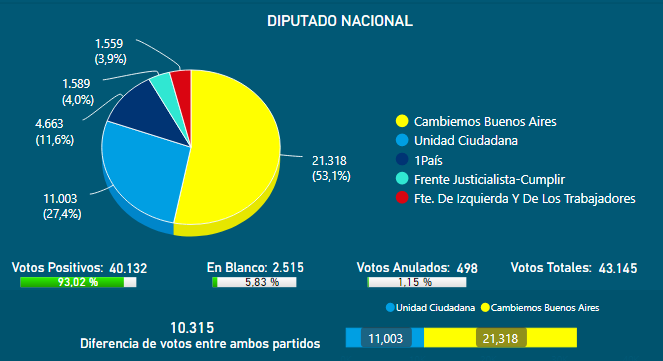 DIPUTADO NACIONAL
1.559
(3,9%)
1.589
(4,0%)
4.663
(11,6%)
11.003
(27,4%)
21.318
(53,1%)
Cambiemos Buenos Aires
Unidad Ciudadana
1País
Frente Justicialista-Cumplir
Fte. De Izquierda Y De Los Trabajadores
Votos Positivos: 40.132
93,02 %
En Blanco: 2.515
5,83 %
Votos Anulados: 498
1,15 %
Votos Totales: 43.145
Unidad Ciudadana
Cambiemos Buenos Aires
10.315
Diferencia de votos entre ambos partidos
11,003
21,318